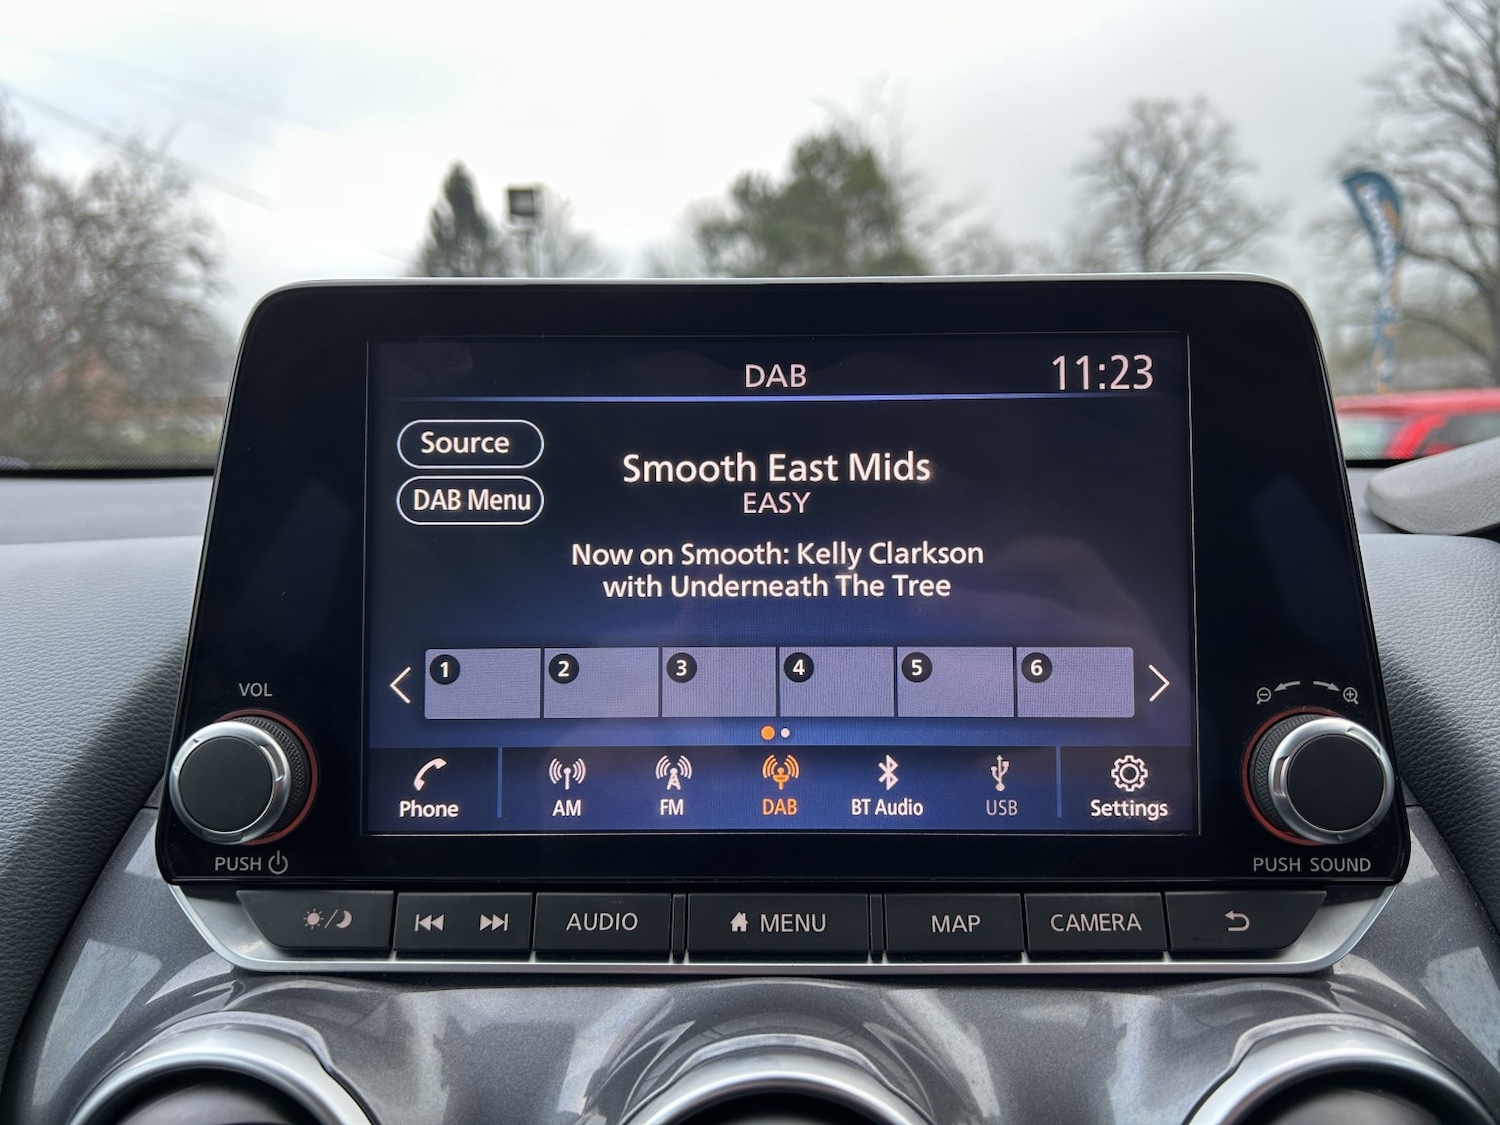 DAB
11:23
Source
DAB Menu
Smooth East Mids
EASY
Now on Smooth: Kelly Clarkson
with Underneath The Tree
1 2 3 4 5 6
Phone AM FM DAB BT Audio USB Settings
VOL
PUSH
PUSH SOUND
AUDIO MENU MAP CAMERA